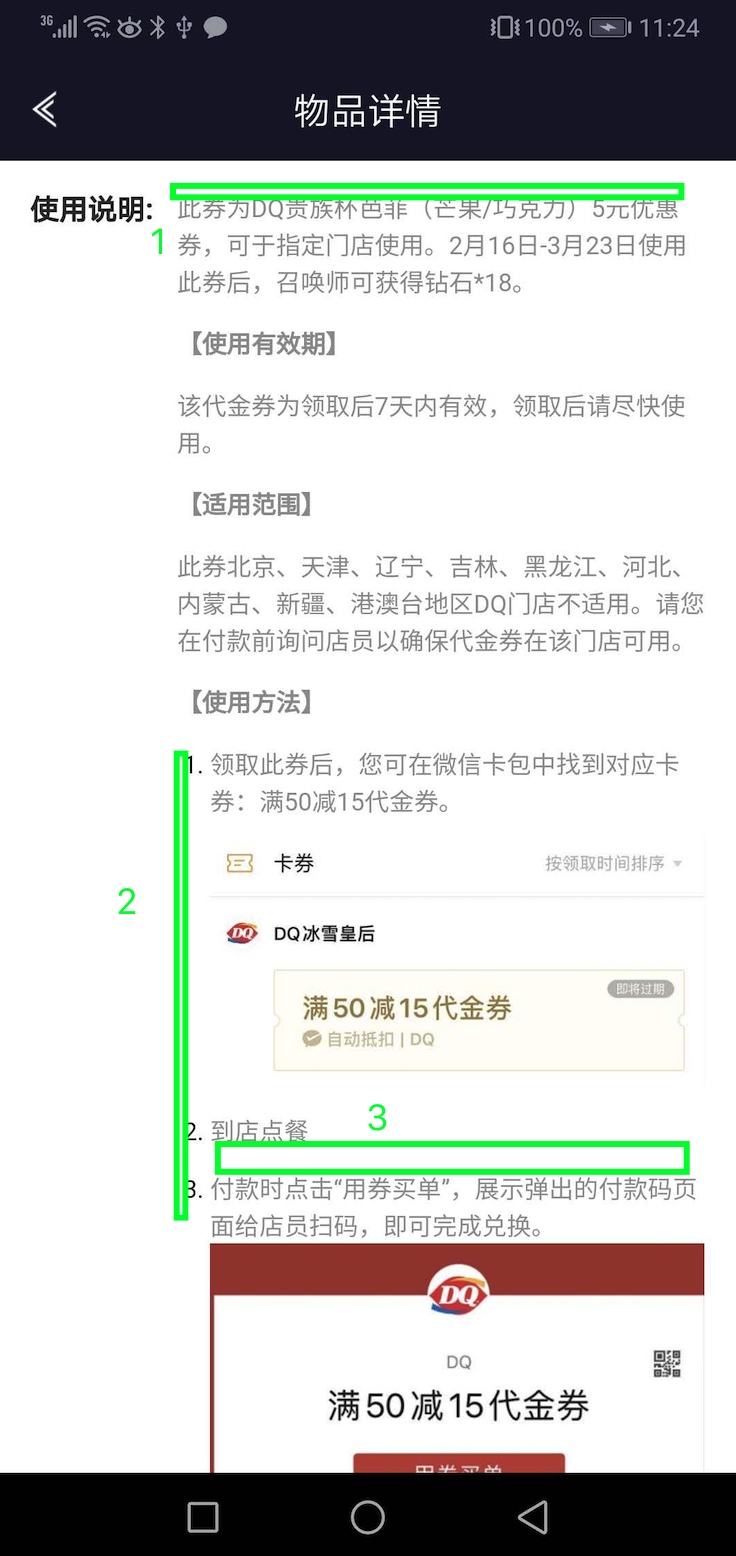 3G 100% 11:24
物品详情
使用说明: 此券为DQ贵族杯芭菲（芒果/巧克力）5元优惠
1
券，可于指定门店使用。2月16日-3月23日使用
此券后，召唤师可获得钻石*18。
【使用有效期】
该代金券为领取后7天内有效，领取后请尽快使
用。
【适用范围】
此券北京、天津、辽宁、吉林、黑龙江、河北、
内蒙古、新疆、港澳台地区DQ门店不适用。请您
在付款前询问店员以确保代金券在该门店可用。
【使用方法】
1. 领取此券后，您可在微信卡包中找到对应卡
券：满50减15代金券。
卡券 按领取时间排序
2
DQ DQ冰雪皇后
即将过期
满50减15代金券
自动抵扣 | DQ
3
2. 到店点餐
3. 付款时点击“用券买单”，展示弹出的付款码页
面给店员扫码，即可完成兑换。
DQ
DQ
满50减15代金券
用券买单